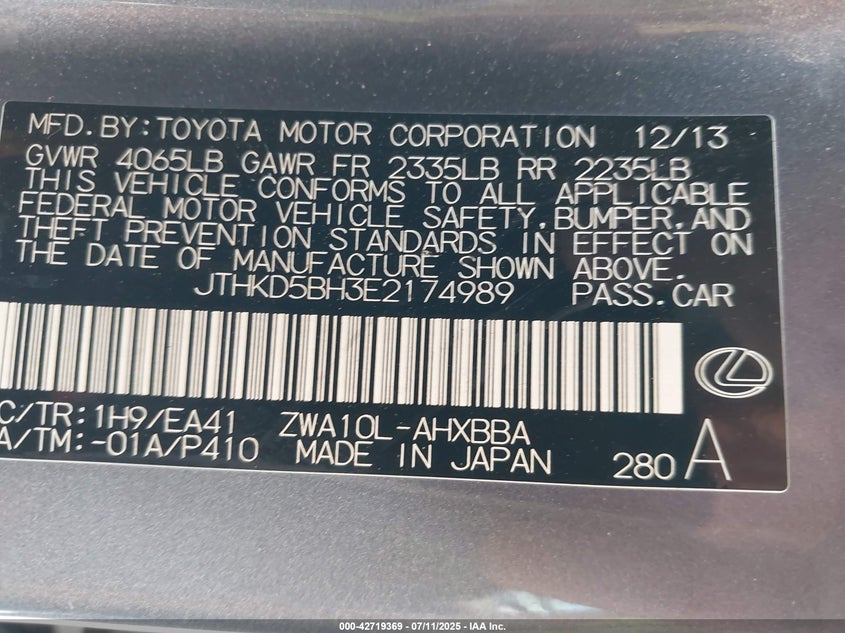 MFD.BY:TOYOTA MOTOR CORPORATION 12/13
GVWR 4065LB GAWR FR 2335LB RR 2235LB
THIS VEHICLE CONFORMS TO ALL APPLICABLE
FEDERAL MOTOR VEHICLE SAFETY,BUMPER,AND
THEFT PREVENTION STANDARDS IN EFFECT ON
THE DATE OF MANUFACTURE SHOWN ABOVE.
JTHKD5BH3E2174989 PASS.CAR
C/TR:1H9/EA41 ZWA10L-AHXBBA
A/TM:-01A/P410 MADE IN JAPAN 280 A
000-42719369 - 07/11/2025 - IAA Inc.